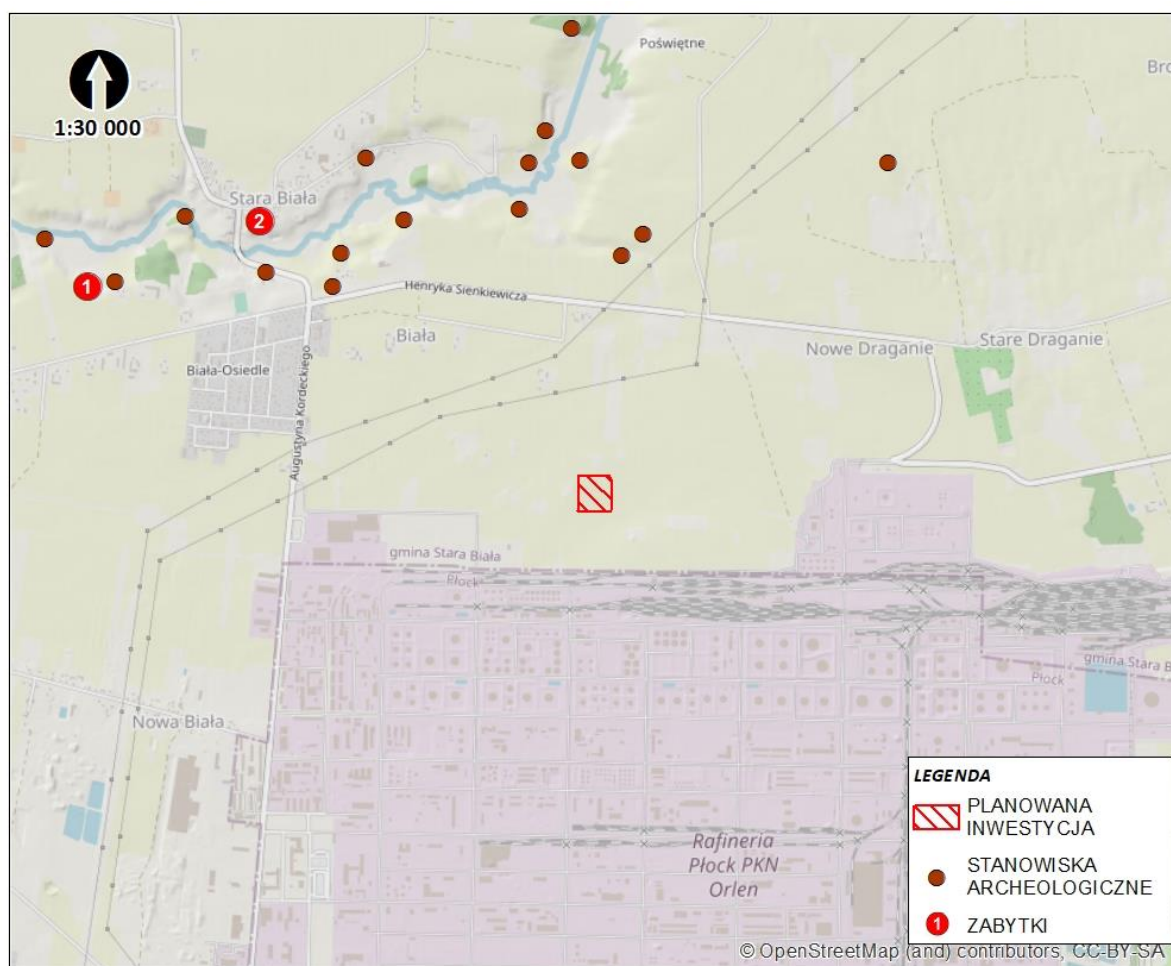 Poświętne
Bro
1:30 000
Stara Biała
2
1
Henryka Sienkiewicza
Biała
Nowe Draganie
Stare Draganie
Biała-Osiedle
Augustyna Kordeckiego
gmina Stara Biała
Płock
gmina Stara B
Płock
Nowa Biała
Rafineria
Płock PKN
Orlen
LEGENDA
PLANOWANA
INWESTYCJA
STANOWISKA
ARCHEOLOGICZNE
1 ZABYTKI
© OpenStreetMap (and) contributors, CC-BY-SA